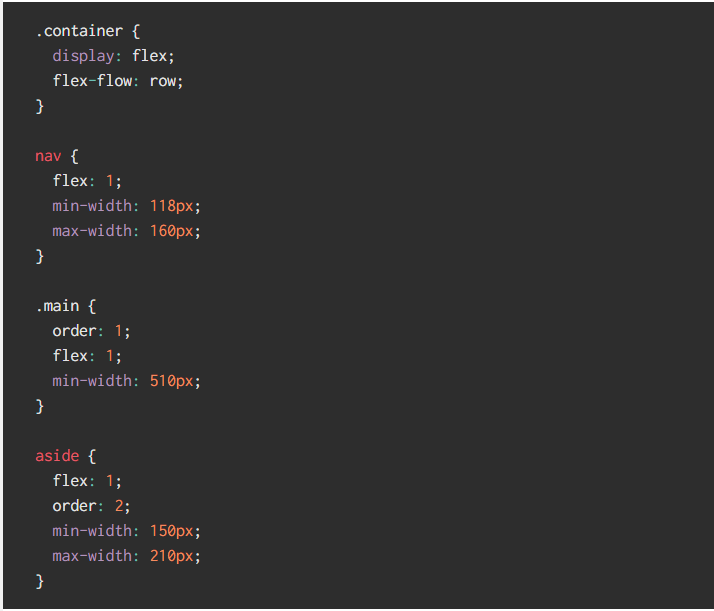 .container {
  display: flex;
  flex-flow: row;
}

nav {
  flex: 1;
  min-width: 118px;
  max-width: 160px;
}

.main {
  order: 1;
  flex: 1;
  min-width: 510px;
}

aside {
  flex: 1;
  order: 2;
  min-width: 150px;
  max-width: 210px;
}